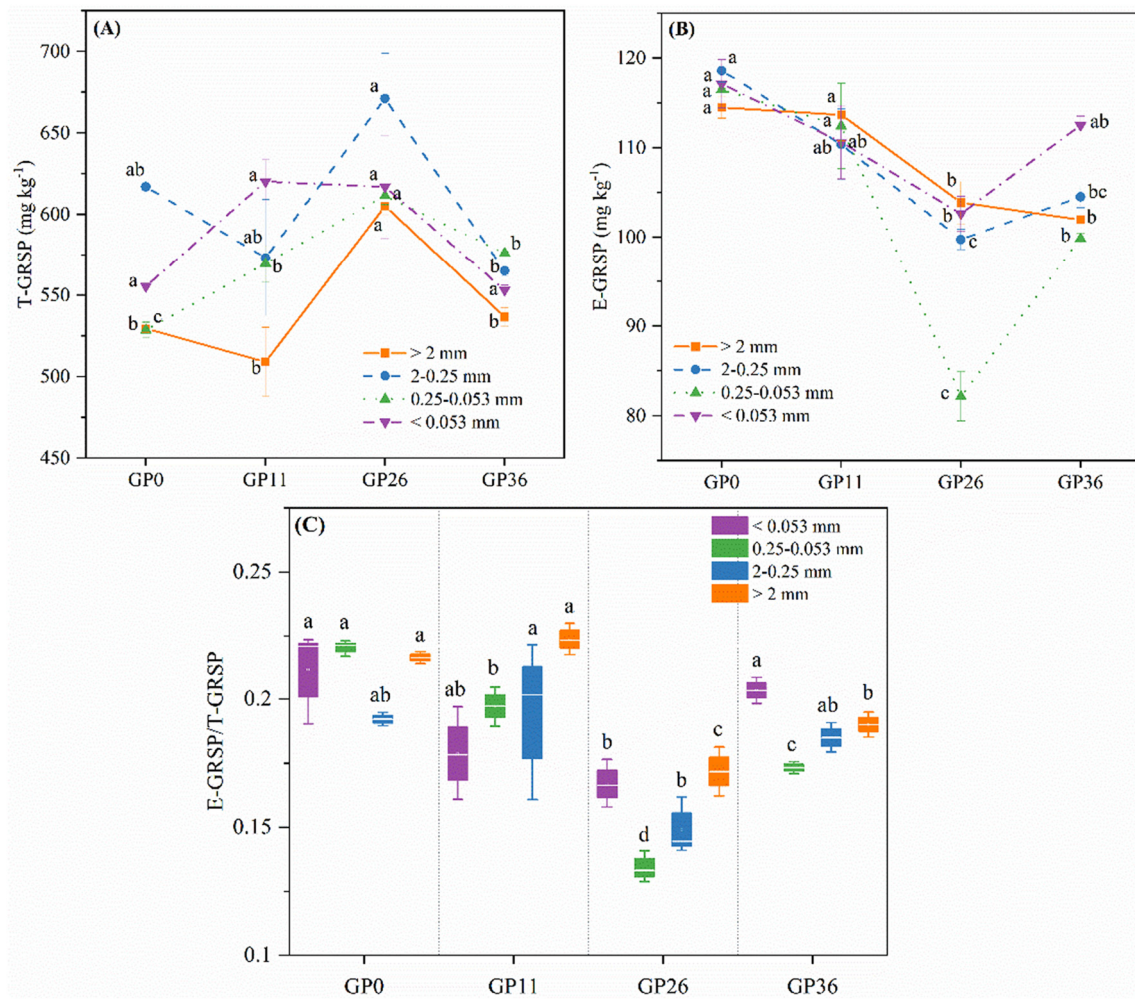 (A)
T-GRSP (mg kg⁻¹)
700
650
600
550
500
450
ab
a
b
c
ab
a
b
b
a
a
a
a
b
b
a
b
> 2 mm
2-0.25 mm
0.25-0.053 mm
< 0.053 mm
GP0 GP11 GP26 GP36
(B)
E-GRSP (mg kg⁻¹)
120
110
100
90
80
a
a
a
a
a
a
ab
ab
b
b
c
c
ab
bc
b
b
> 2 mm
2-0.25 mm
0.25-0.053 mm
< 0.053 mm
GP0 GP11 GP26 GP36
(C)
E-GRSP/T-GRSP
0.25
0.2
0.15
0.1
< 0.053 mm
0.25-0.053 mm
2-0.25 mm
> 2 mm
a a ab a
ab b a a
b d b c
a c ab b
GP0 GP11 GP26 GP36